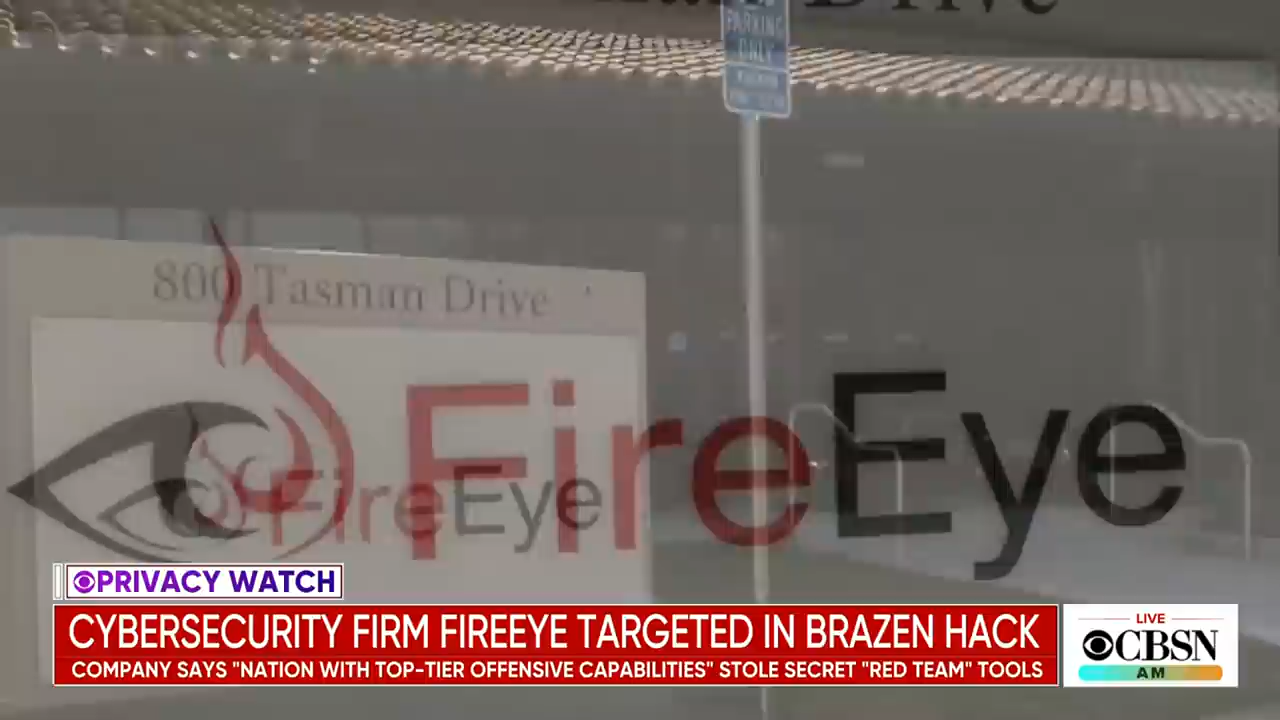 Drive
PARKING
ONLY
800 Tasman Drive
FireEye
FireEye
PRIVACY WATCH
CYBERSECURITY FIRM FIREEYE TARGETED IN BRAZEN HACK
COMPANY SAYS "NATION WITH TOP-TIER OFFENSIVE CAPABILITIES" STOLE SECRET "RED TEAM" TOOLS
LIVE
CBSN
AM